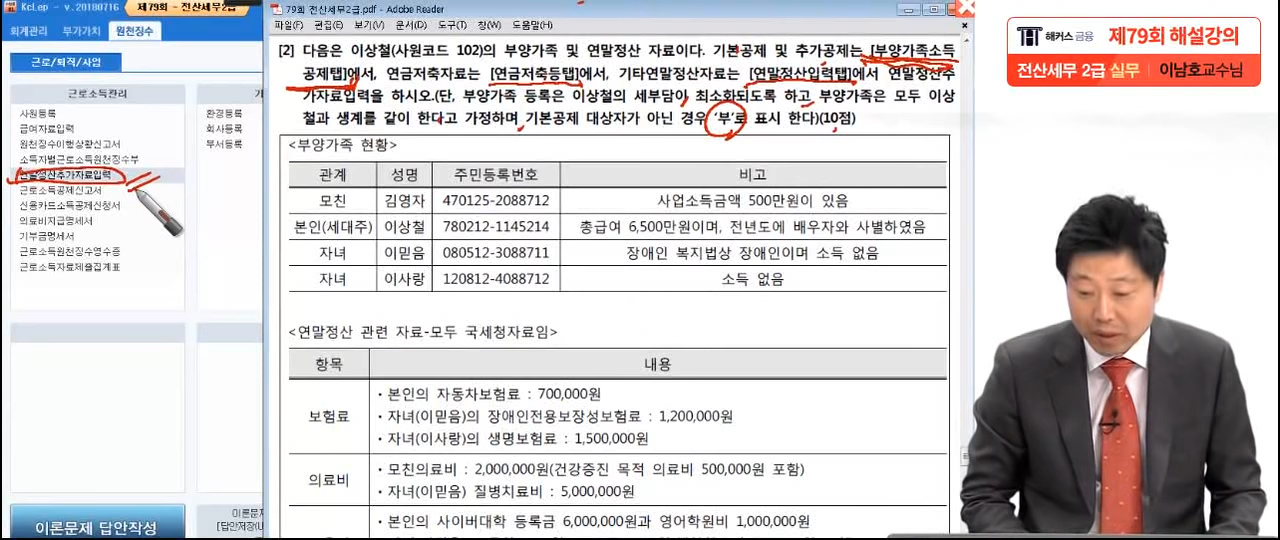 KcLep - v.20180716
제79회 - 전산세무2급
회계관리 부가가치 원천징수
근로/퇴직/사업
근로소득관리
사원등록
급여자료입력
원천징수이행상황신고서
소득자별근로소득원천징수부
연말정산추가자료입력
근로소득공제신고서
신용카드소득공제신청서
의료비지급명세서
기부금명세서
근로소득원천징수영수증
근로소득자료제출집계표
환경등록
회사등록
부서등록
이론문제 답안작성
79회 전산세무2급.pdf - Adobe Reader
파일(F) 편집(E) 보기(V) 문서(D) 도구(T) 창(W) 도움말(H)
[2] 다음은 이상철(사원코드 102)의 부양가족 및 연말정산 자료이다. 기본공제 및 추가공제는 [부양가족소득
공제탭]에서, 연금저축자료는 [연금저축등탭]에서, 기타연말정산자료는 [연말정산입력탭]에서 연말정산추
가자료입력을 하시오.(단, 부양가족 등록은 이상철의 세부담이 최소화되도록 하고 부양가족은 모두 이상
철과 생계를 같이 한다고 가정하며 기본공제 대상자가 아닌 경우 '부'로 표시 한다)(10점)
<부양가족 현황>
관계 성명 주민등록번호 비고
모친 김영자 470125-2088712 사업소득금액 500만원이 있음
본인(세대주) 이상철 780212-1145214 총급여 6,500만원이며, 전년도에 배우자와 사별하였음
자녀 이믿음 080512-3088711 장애인 복지법상 장애인이며 소득 없음
자녀 이사랑 120812-4088712 소득 없음
<연말정산 관련 자료-모두 국세청자료임>
항목 내용
보험료
• 본인의 자동차보험료 : 700,000원
• 자녀(이믿음)의 장애인전용보장성보험료 : 1,200,000원
• 자녀(이사랑)의 생명보험료 : 1,500,000원
의료비
• 모친의료비 : 2,000,000원(건강증진 목적 의료비 500,000원 포함)
• 자녀(이믿음) 질병치료비 : 5,000,000원
• 본인의 사이버대학 등록금 6,000,000원과 영어학원비 1,000,000원
해커스 금융 제79회 해설강의
전산세무 2급 실무 이남호교수님